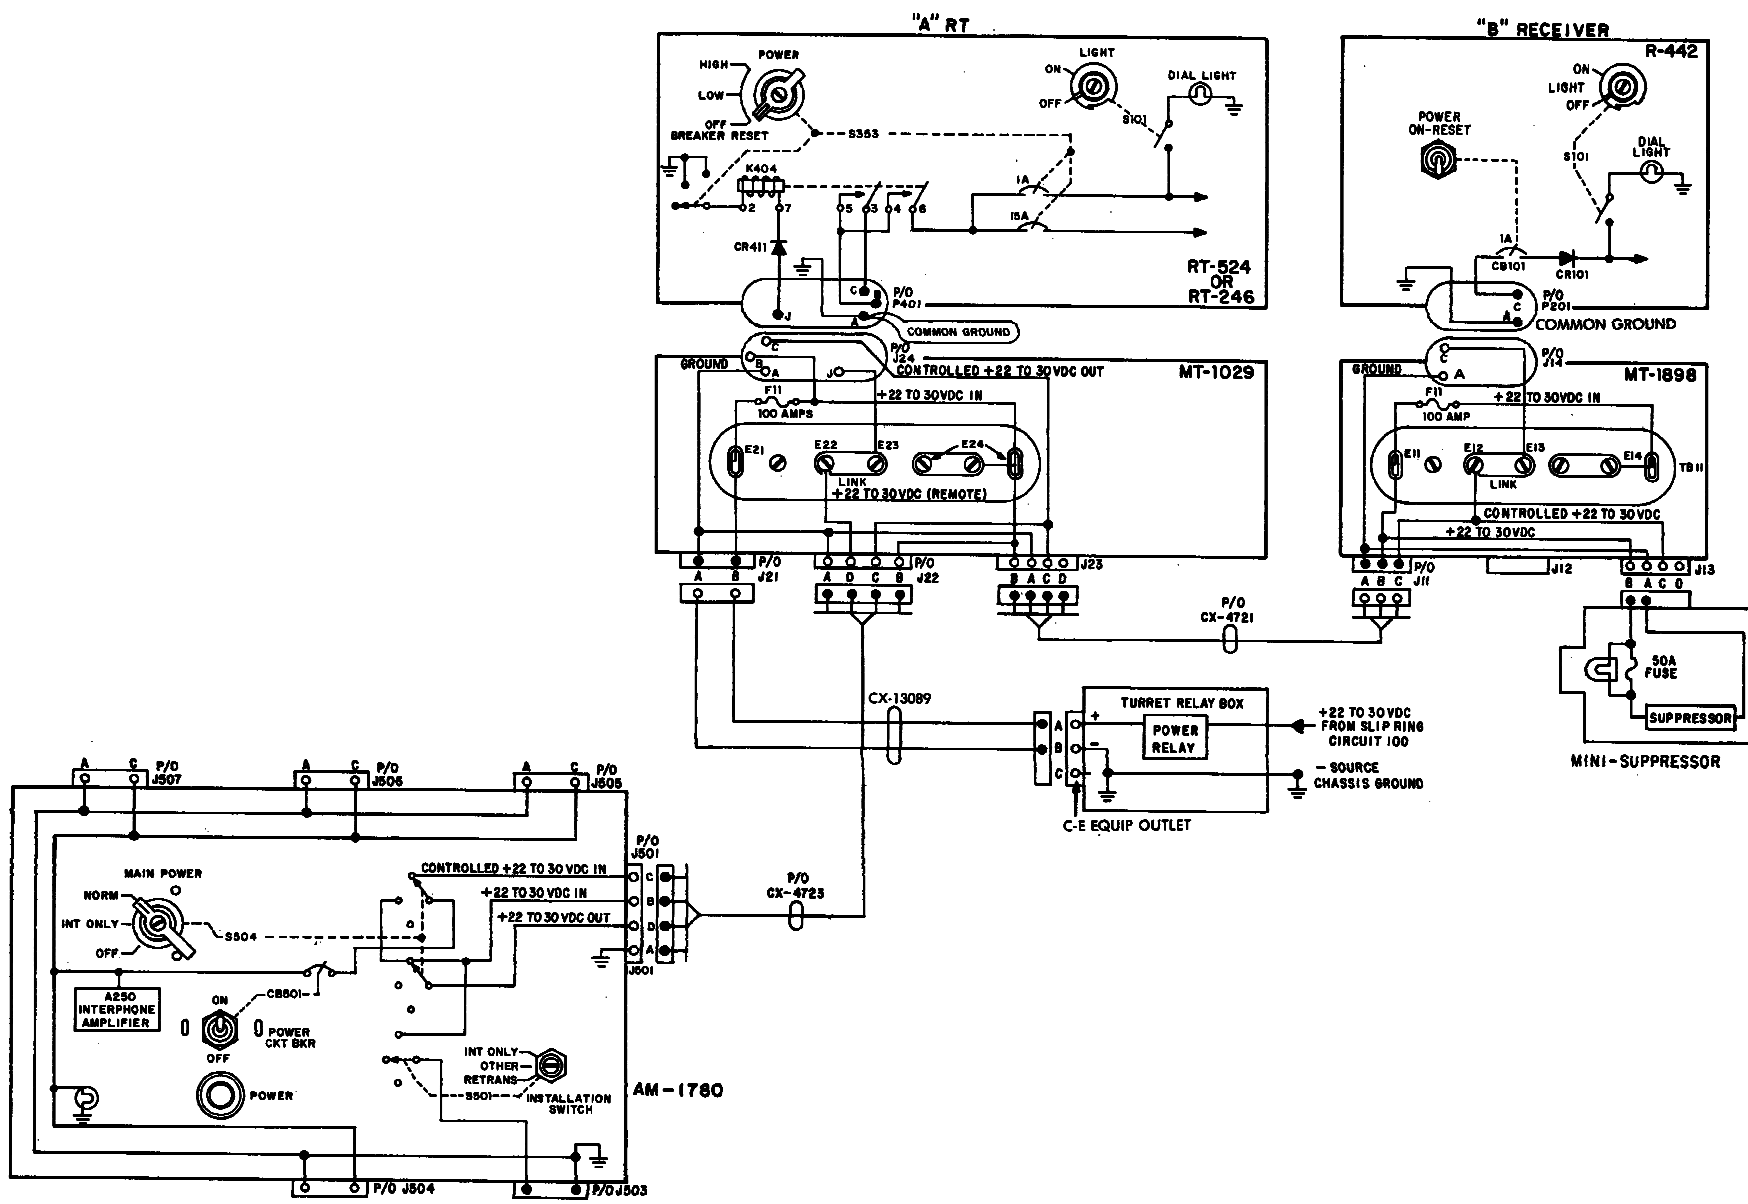 "A" RT
POWER
HIGH
LOW
OFF
BREAKER RESET
S353
LIGHT
ON
OFF
S101
DIAL LIGHT
K404
2 7
5 3 4 6
1A
15A
CR411
C
B
J
A
P/O
P401
RT-524
OR
RT-246
COMMON GROUND
"B" RECEIVER
R-442
ON
LIGHT
OFF
POWER
ON-RESET
S101
DIAL
LIGHT
1A
CB101
CR101
C
A
P/O
P201
COMMON GROUND
GROUND
C
B
A
J
P/O
J24
CONTROLLED +22 TO 30VDC OUT
MT-1029
F11
100 AMPS
+22 TO 30VDC IN
E21
E22
E23
E24
LINK
+22 TO 30VDC (REMOTE)
P/O
J21
A B
P/O
J22
A D C B
J23
B A C D
GROUND
C
A
P/O
J14
MT-1898
F11
100 AMP
+22 TO 30VDC IN
E11
E12
E13
E14
TB11
LINK
CONTROLLED +22 TO 30VDC
+22 TO 30VDC
P/O
J11
A B C
J12
J13
B A C D
P/O
CX-4721
50A
FUSE
SUPPRESSOR
MINI-SUPPRESSOR
CX-13089
TURRET RELAY BOX
A
B
C
+
-
-
POWER
RELAY
+22 TO 30VDC
FROM SLIP RING
CIRCUIT 100
- SOURCE
CHASSIS GROUND
C-E EQUIP OUTLET
A C P/O
J507
A C P/O
J506
A C P/O
J505
P/O
J501
CONTROLLED +22 TO 30 VDC IN
C
+22 TO 30 VDC IN
B
+22 TO 30VDC OUT
D
A
J501
P/O
CX-4723
MAIN POWER
NORM
INT ONLY
OFF
S504
A250
INTERPHONE
AMPLIFIER
CB501
ON
OFF
POWER
CKT BKR
POWER
INT ONLY
OTHER
RETRANS
S501
INSTALLATION
SWITCH
AM-1780
P/O J504
P/O J503